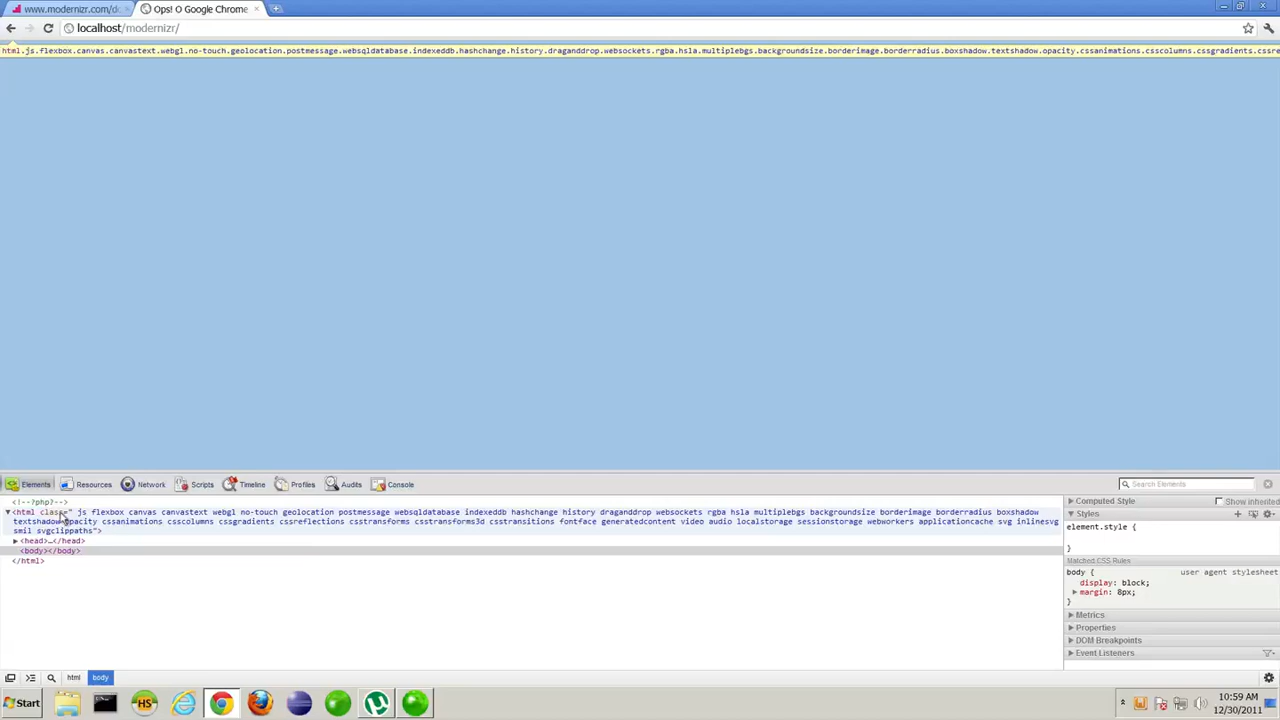 www.modernizr.com/do
Ops! O Google Chrome
localhost/modernizr/
html.js.flexbox.canvas.canvastext.webgl.no-touch.geolocation.postmessage.websqldatabase.indexeddb.hashchange.history.draganddrop.websockets.rgba.hsla.multiplebgs.backgroundsize.borderimage.borderradius.boxshadow.textshadow.opacity.cssanimations.csscolumns.cssgradients.cssre
Elements Resources Network Scripts Timeline Profiles Audits Console Search Elements
<!--?php?-->
<html class=" js flexbox canvas canvastext webgl no-touch geolocation postmessage websqldatabase indexeddb hashchange history draganddrop websockets rgba hsla multiplebgs backgroundsize borderimage borderradius boxshadow
textshadow opacity cssanimations csscolumns cssgradients cssreflections csstransforms csstransforms3d csstransitions fontface generatedcontent video audio localstorage sessionstorage webworkers applicationcache svg inlinesvg
smil svgclippaths">
<head>…</head>
<body></body>
</html>
Computed Style Show inherited
Styles
element.style {
}
Matched CSS Rules
body { user agent stylesheet
display: block;
margin: 8px;
}
Metrics
Properties
DOM Breakpoints
Event Listeners
html body
Start HS 10:59 AM
12/30/2011